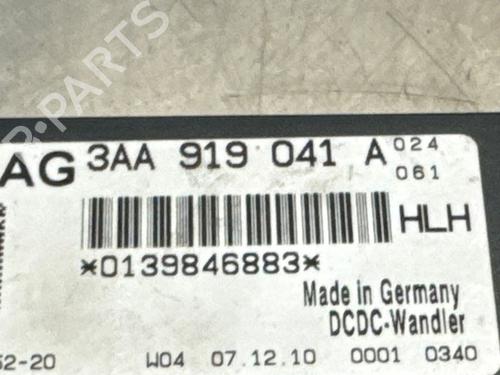 AG 3AA 919 041 A 024
061
HLH
*0139846883*
Made in Germany
DCDC-Wandler
52-20 W04 07.12.10 0001 0340
PARTS